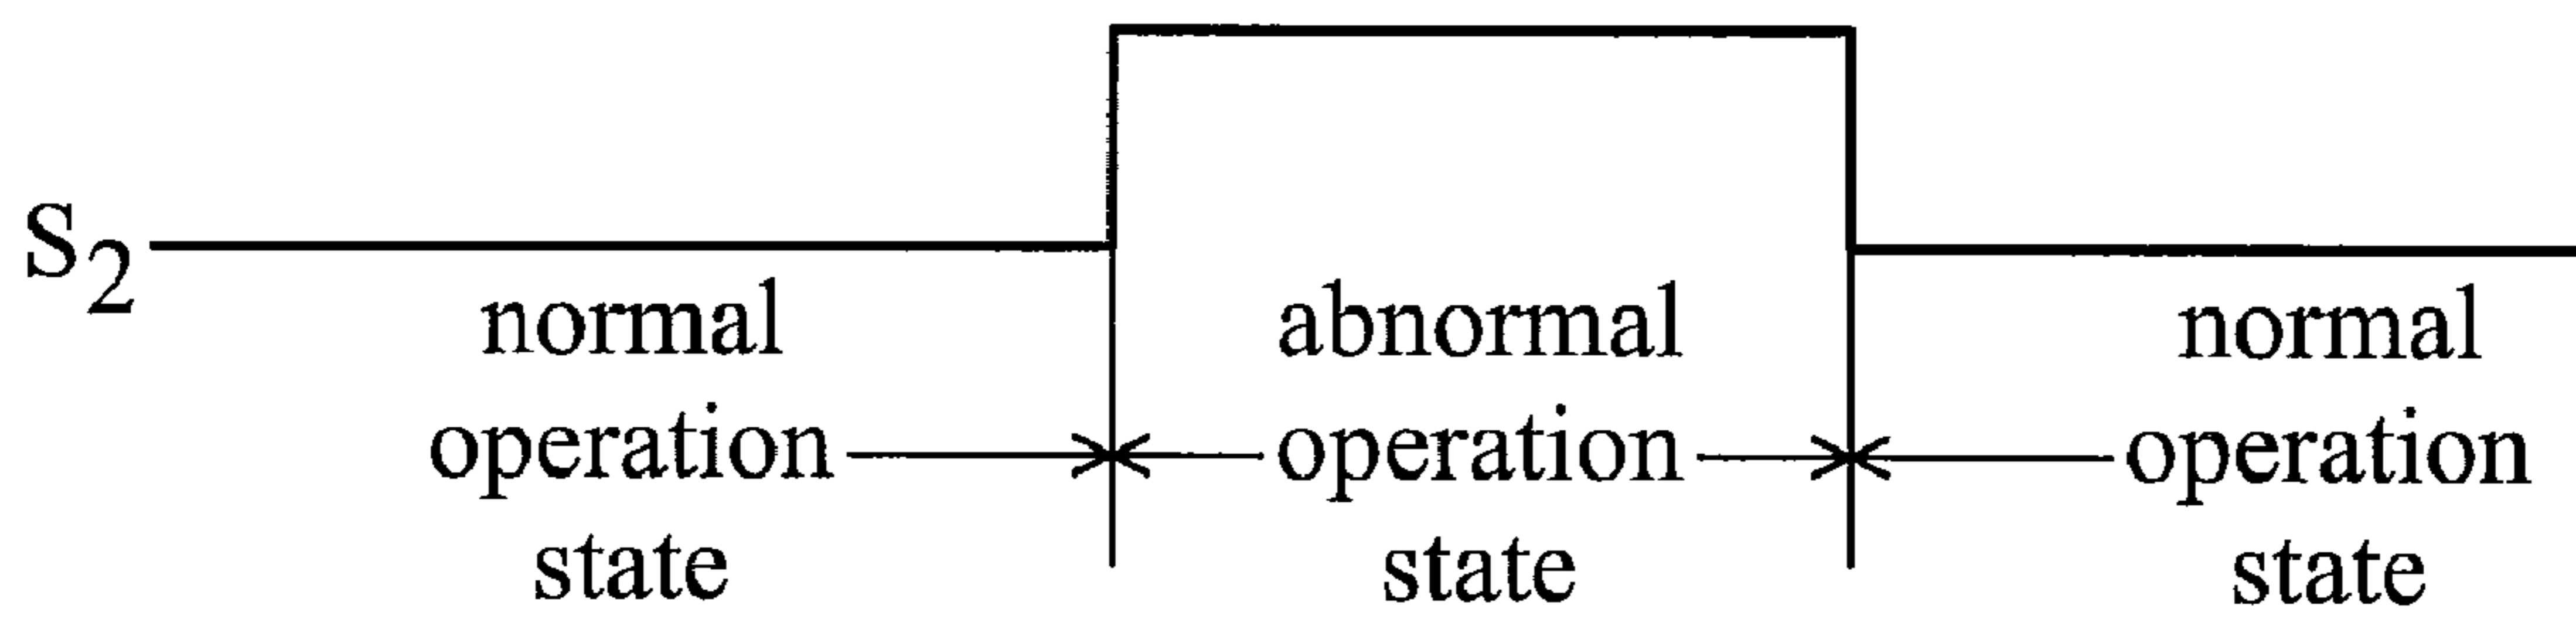 S₂
normal operation state
abnormal operation state
normal operation state